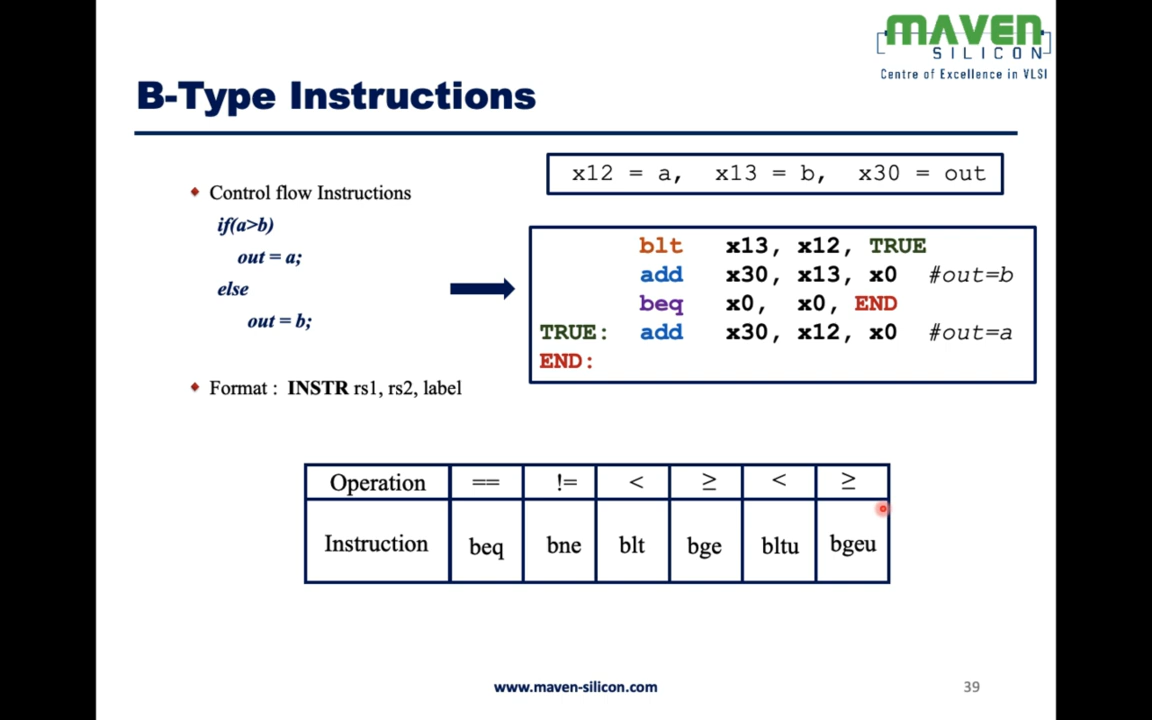 MAVEN
SILICON
Centre of Excellence in VLSI
B-Type Instructions
x12 = a, x13 = b, x30 = out
♦ Control flow Instructions
if(a>b)
out = a;
else
out = b;
blt x13, x12, TRUE
add x30, x13, x0 #out=b
beq x0, x0, END
TRUE: add x30, x12, x0 #out=a
END:
♦ Format : INSTR rs1, rs2, label
Operation == != < ≥ < ≥
Instruction beq bne blt bge bltu bgeu
www.maven-silicon.com 39